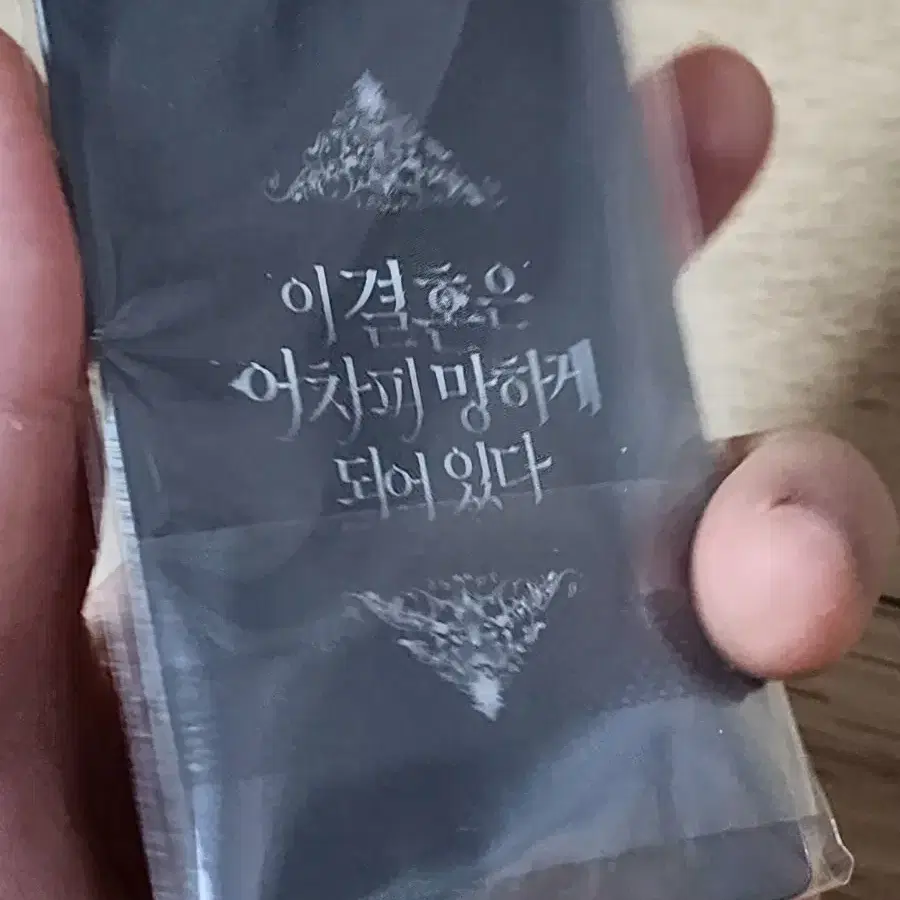 이 결혼은
어차피 망하게
되어 있다